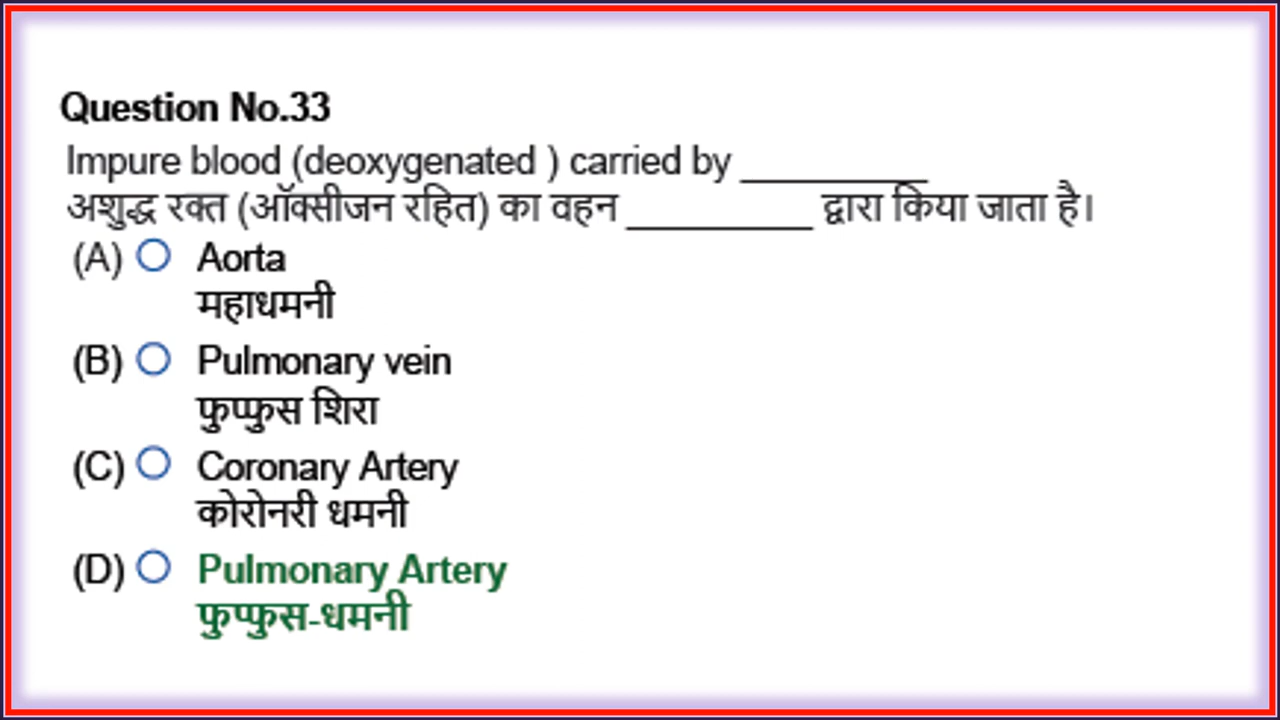 Question No.33
Impure blood (deoxygenated ) carried by __________
अशुद्ध रक्त (ऑक्सीजन रहित) का वहन __________ द्वारा किया जाता है।
(A) Aorta
महाधमनी
(B) Pulmonary vein
फुप्फुस शिरा
(C) Coronary Artery
कोरोनरी धमनी
(D) Pulmonary Artery
फुप्फुस-धमनी